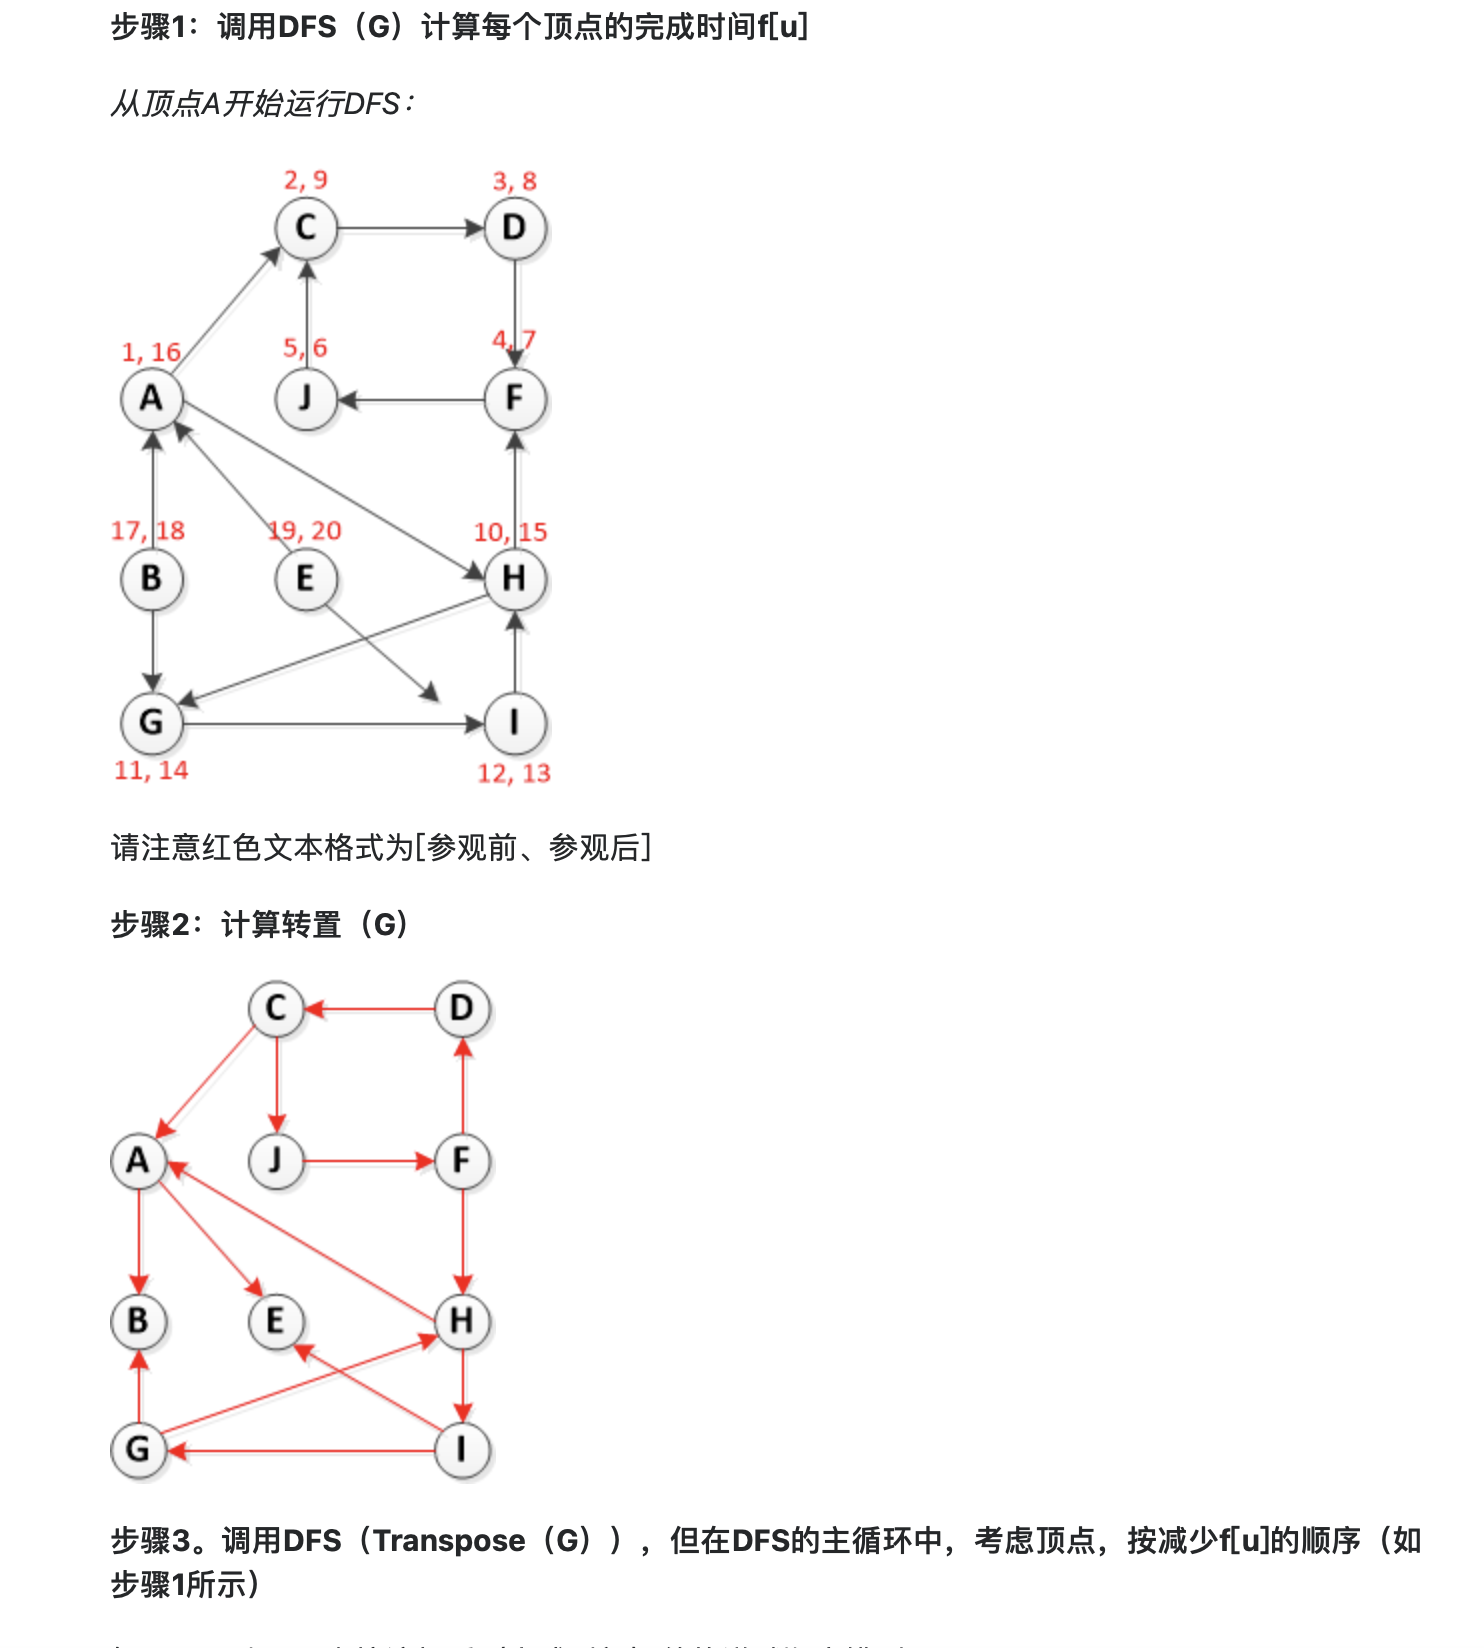 步骤1：调用DFS（G）计算每个顶点的完成时间f[u]
从顶点A开始运行DFS：
2, 9
3, 8
C
D
1, 16
5, 6
4, 7
A
J
F
17, 18
19, 20
10, 15
B
E
H
G
I
11, 14
12, 13
请注意红色文本格式为[参观前、参观后]
步骤2：计算转置（G）
C
D
A
J
F
B
E
H
G
I
步骤3。调用DFS（Transpose（G）），但在DFS的主循环中，考虑顶点，按减少f[u]的顺序（如
步骤1所示）